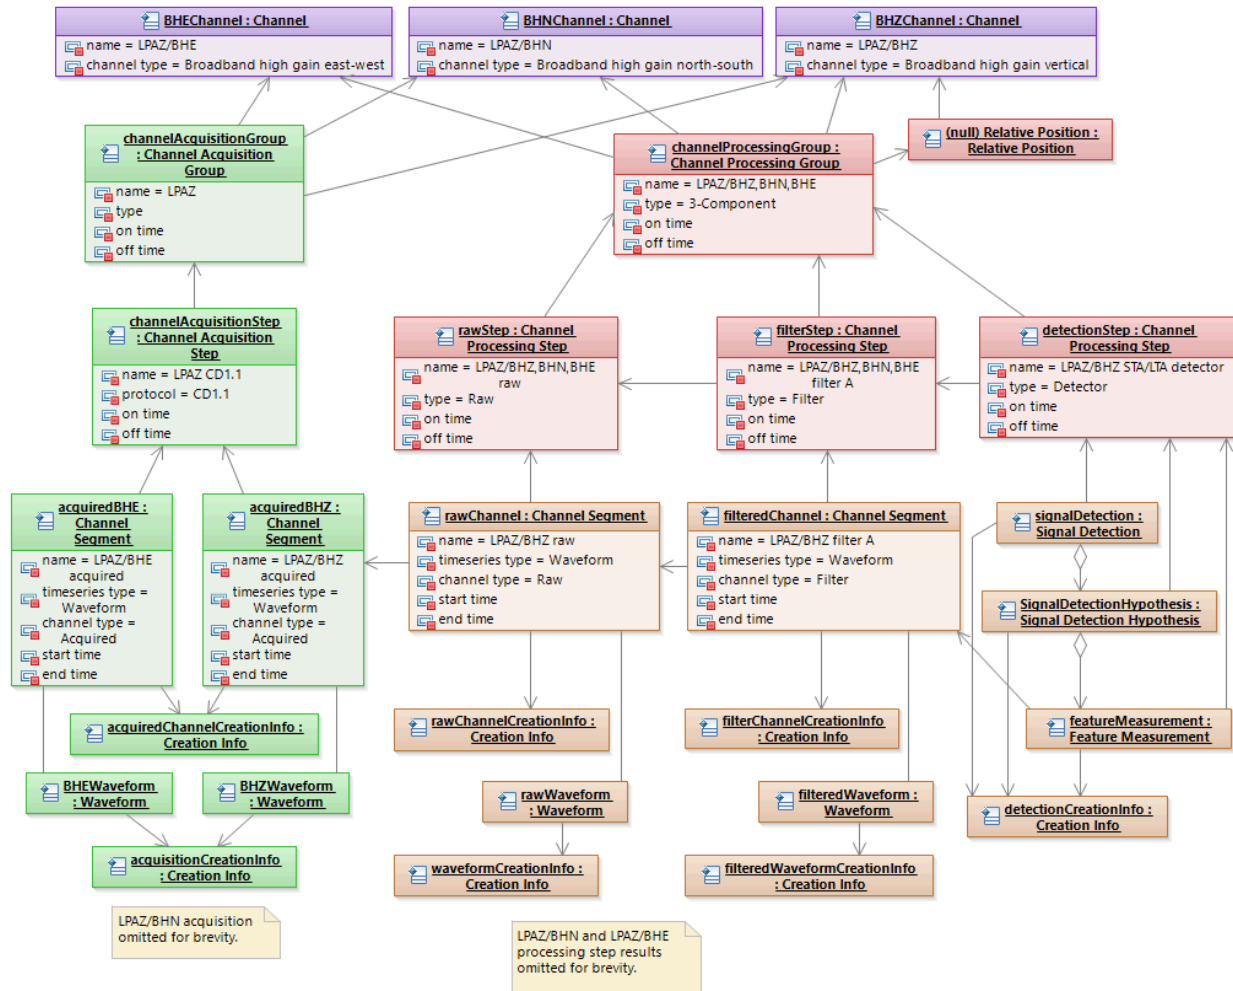 BHEChannel : Channel
name = LPAZ/BHE
channel type = Broadband high gain east-west
BHNChannel : Channel
name = LPAZ/BHN
channel type = Broadband high gain north-south
BHZChannel : Channel
name = LPAZ/BHZ
channel type = Broadband high gain vertical
channelAcquisitionGroup
: Channel Acquisition
Group
name = LPAZ
type
on time
off time
channelProcessingGroup :
Channel Processing Group
name = LPAZ/BHZ,BHN,BHE
type = 3-Component
on time
off time
(null) Relative Position :
Relative Position
channelAcquisitionStep
: Channel Acquisition
Step
name = LPAZ CD1.1
protocol = CD1.1
on time
off time
rawStep : Channel
Processing Step
name = LPAZ/BHZ,BHN,BHE
raw
type = Raw
on time
off time
filterStep : Channel
Processing Step
name = LPAZ/BHZ,BHN,BHE
filter A
type = Filter
on time
off time
detectionStep : Channel
Processing Step
name = LPAZ/BHZ STA/LTA detector
type = Detector
on time
off time
acquiredBHE :
Channel
Segment
name = LPAZ/BHE
acquired
timeseries type =
Waveform
channel type =
Acquired
start time
end time
acquiredBHZ :
Channel
Segment
name = LPAZ/BHZ
acquired
timeseries type =
Waveform
channel type =
Acquired
start time
end time
rawChannel : Channel Segment
name = LPAZ/BHZ raw
timeseries type = Waveform
channel type = Raw
start time
end time
filteredChannel : Channel Segment
name = LPAZ/BHZ filter A
timeseries type = Waveform
channel type = Filter
start time
end time
signalDetection :
Signal Detection
SignalDetectionHypothesis :
Signal Detection Hypothesis
acquiredChannelCreationInfo :
Creation Info
rawChannelCreationInfo :
Creation Info
filterChannelCreationInfo
: Creation Info
featureMeasurement :
Feature Measurement
BHEWaveform
: Waveform
BHZWaveform
: Waveform
rawWaveform
: Waveform
filteredWaveform :
Waveform
detectionCreationInfo :
Creation Info
acquisitionCreationInfo
: Creation Info
waveformCreationInfo :
Creation Info
filteredWaveformCreationInfo
: Creation Info
LPAZ/BHN acquisition
omitted for brevity.
LPAZ/BHN and LPAZ/BHE
processing step results
omitted for brevity.